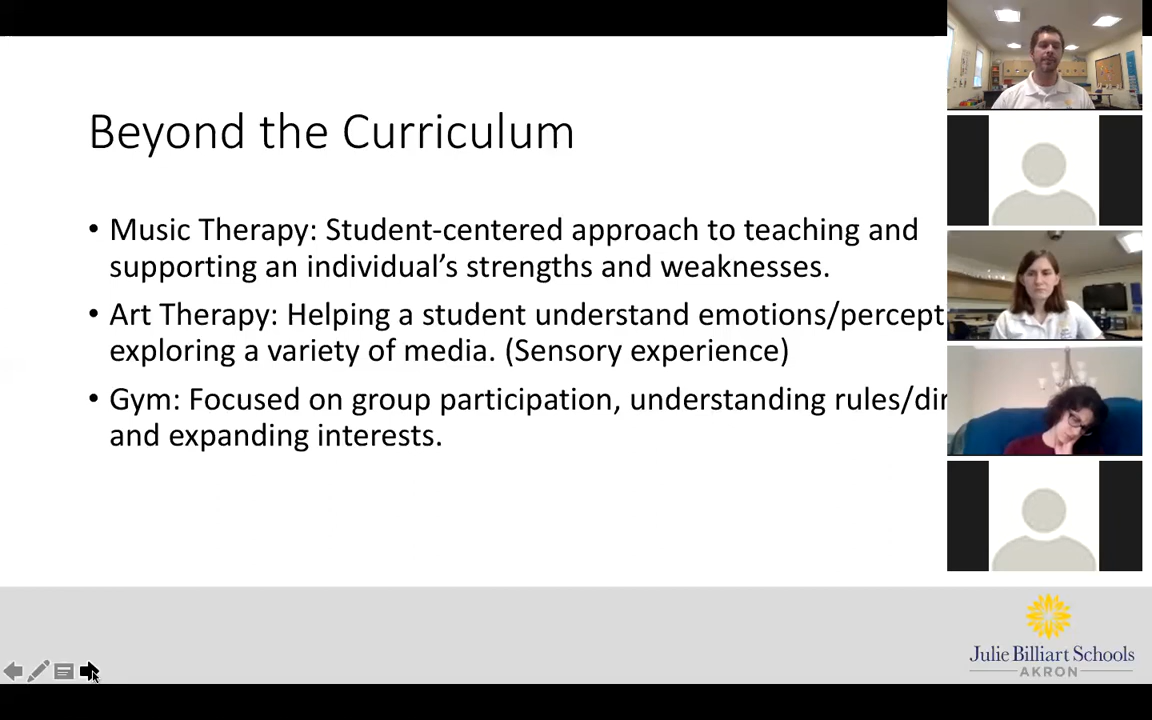 Beyond the Curriculum
• Music Therapy: Student-centered approach to teaching and
supporting an individual's strengths and weaknesses.
• Art Therapy: Helping a student understand emotions/percept
exploring a variety of media. (Sensory experience)
• Gym: Focused on group participation, understanding rules/dir
and expanding interests.
Julie Billiart Schools
AKRON